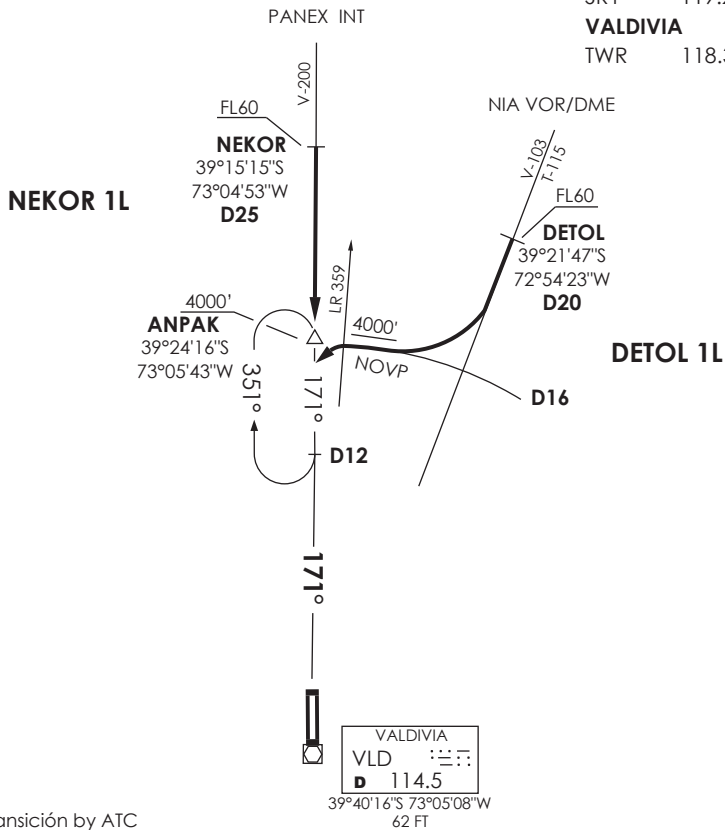 PANEX INT
VALDIVIA
TWR
V-200
NIA VOR/DME
FL60
NEKOR
39°15'15"S
73°04'53"W
D25
NEKOR 1L
V-103
T-115
FL60
DETOL
39°21'47"S
72°54'23"W
D20
LR 359
4000'
ANPAK
39°24'16"S
73°05'43"W
4000'
NOVP
DETOL 1L
351°
171°
D16
D12
171°
VALDIVIA
VLD
D 114.5
39°40'16"S 73°05'08"W
62 FT
by ATC